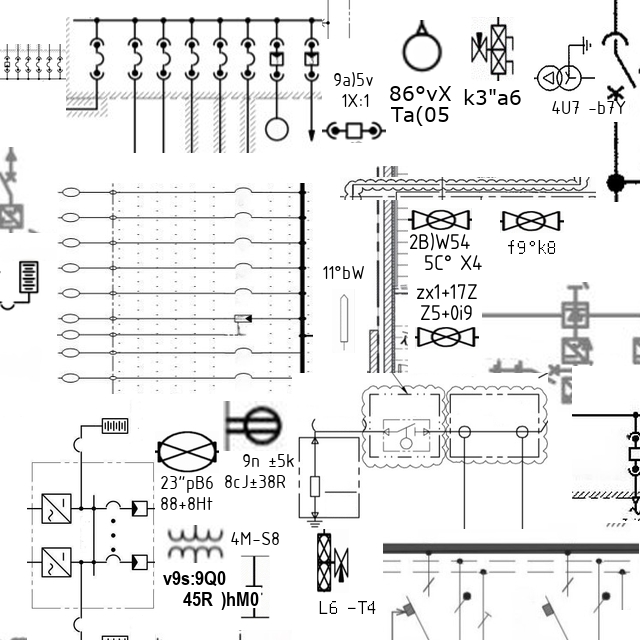 9a)5v
1X:1
86°vX
Ta(05
k3"a6
4U7 -b7Y
2B)W54
5C° X4
f9°k8
11°bW
zx1+17Z
Z5+0i9
9n ±5k
8cJ±38R
23"pB6
88+8Ht
4M-S8
v9s:9Q0
45R )hM0
L6 -T4